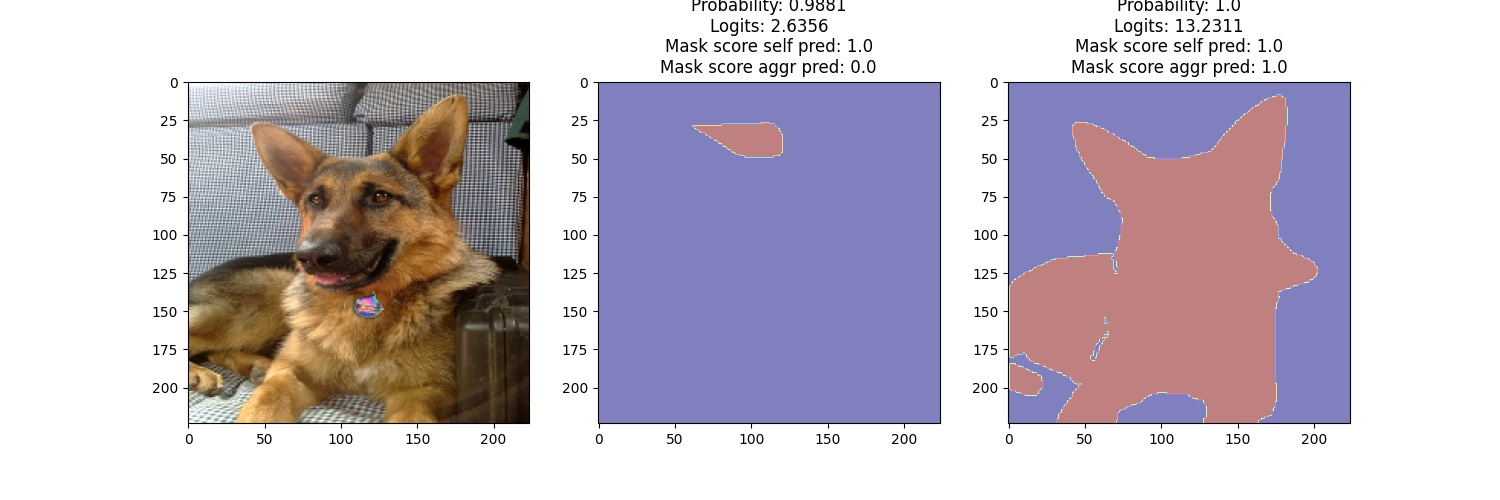 Probability: 0.9881
Logits: 2.6356
Mask score self pred: 1.0
Mask score aggr pred: 0.0
Probability: 1.0
Logits: 13.2311
Mask score self pred: 1.0
Mask score aggr pred: 1.0
0
25
50
75
100
125
150
175
200
0 50 100 150 200
0
25
50
75
100
125
150
175
200
0 50 100 150 200
0
25
50
75
100
125
150
175
200
0 50 100 150 200